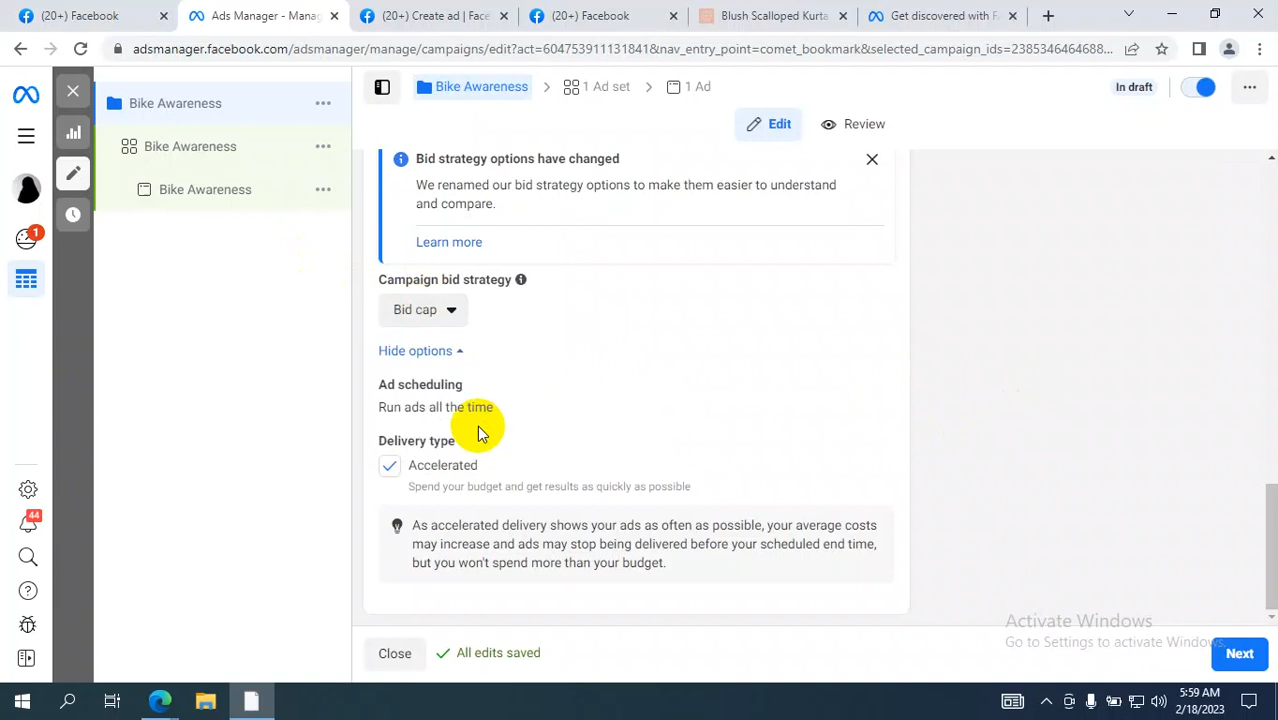 (20+) Facebook
Ads Manager - Manag
(20+) Create ad | Face
(20+) Facebook
Blush Scalloped Kurta
Get discovered with FA
adsmanager.facebook.com/adsmanager/manage/campaigns/edit?act=604753911131841&nav_entry_point=comet_bookmark&selected_campaign_ids=2385346464688...
Bike Awareness
1 Ad set
1 Ad
In draft
Bike Awareness
Edit
Review
Bike Awareness
Bid strategy options have changed
We renamed our bid strategy options to make them easier to understand
and compare.
Bike Awareness
1
Learn more
Campaign bid strategy
Bid cap
Hide options
Ad scheduling
Run ads all the time
Delivery type
Accelerated
Spend your budget and get results as quickly as possible
44
As accelerated delivery shows your ads as often as possible, your average costs
may increase and ads may stop being delivered before your scheduled end time,
but you won't spend more than your budget.
Activate Windows
Go to Settings to activate Windows.
Close
All edits saved
Next
5:59 AM
2/18/2023